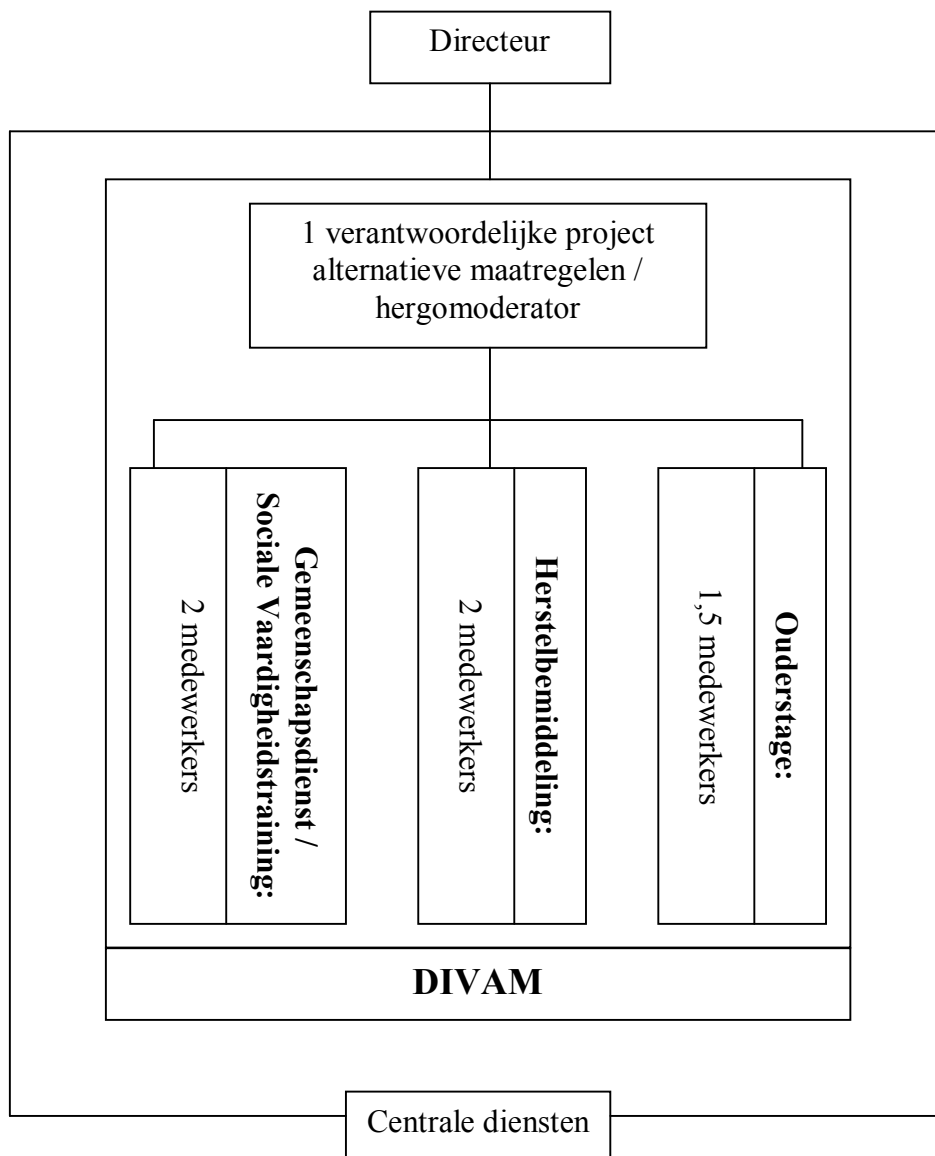 Directeur
1 verantwoordelijke project
alternatieve maatregelen /
hergomoderator
Gemeenschapsdienst /
Sociale Vaardigheidstraining:
2 medewerkers
Herstelbemiddeling:
2 medewerkers
Ouderstage:
1,5 medewerkers
DIVAM
Centrale diensten